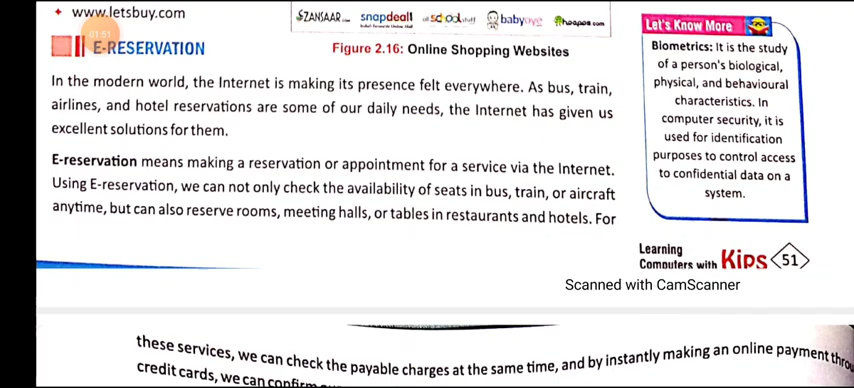 www.letsbuy.com
ZANSAAR
snapdeal
schoolstuff
babyoye
hoopos.com
Let's Know More
01:51
E-RESERVATION
Figure 2.16: Online Shopping Websites
Biometrics: It is the study
of a person's biological,
physical, and behavioural
characteristics. In
computer security, it is
used for identification
purposes to control access
to confidential data on a
system.
In the modern world, the Internet is making its presence felt everywhere. As bus, train,
airlines, and hotel reservations are some of our daily needs, the Internet has given us
excellent solutions for them.
E-reservation means making a reservation or appointment for a service via the Internet.
Using E-reservation, we can not only check the availability of seats in bus, train, or aircraft
anytime, but can also reserve rooms, meeting halls, or tables in restaurants and hotels. For
Learning
Computers with Kips 51
Scanned with CamScanner
these services, we can check the payable charges at the same time, and by instantly making an online payment throu
credit cards, we can confirm